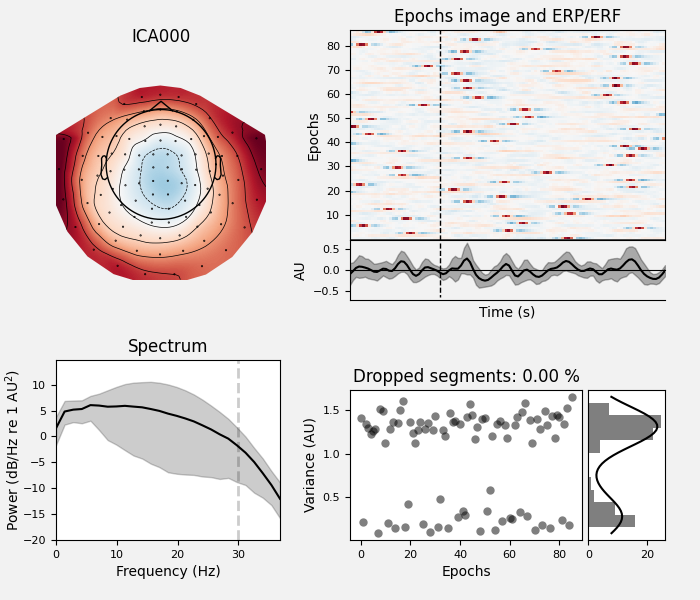 ICA000
Epochs image and ERP/ERF
Epochs
80
70
60
50
40
30
20
10
AU
0.5
0.0
−0.5
Time (s)
Spectrum
Power (dB/Hz re 1 AU²)
10
5
0
−5
−10
−15
−20
0 10 20 30
Frequency (Hz)
Dropped segments: 0.00 %
Variance (AU)
1.5
1.0
0.5
0 20 40 60 80
Epochs
0 20